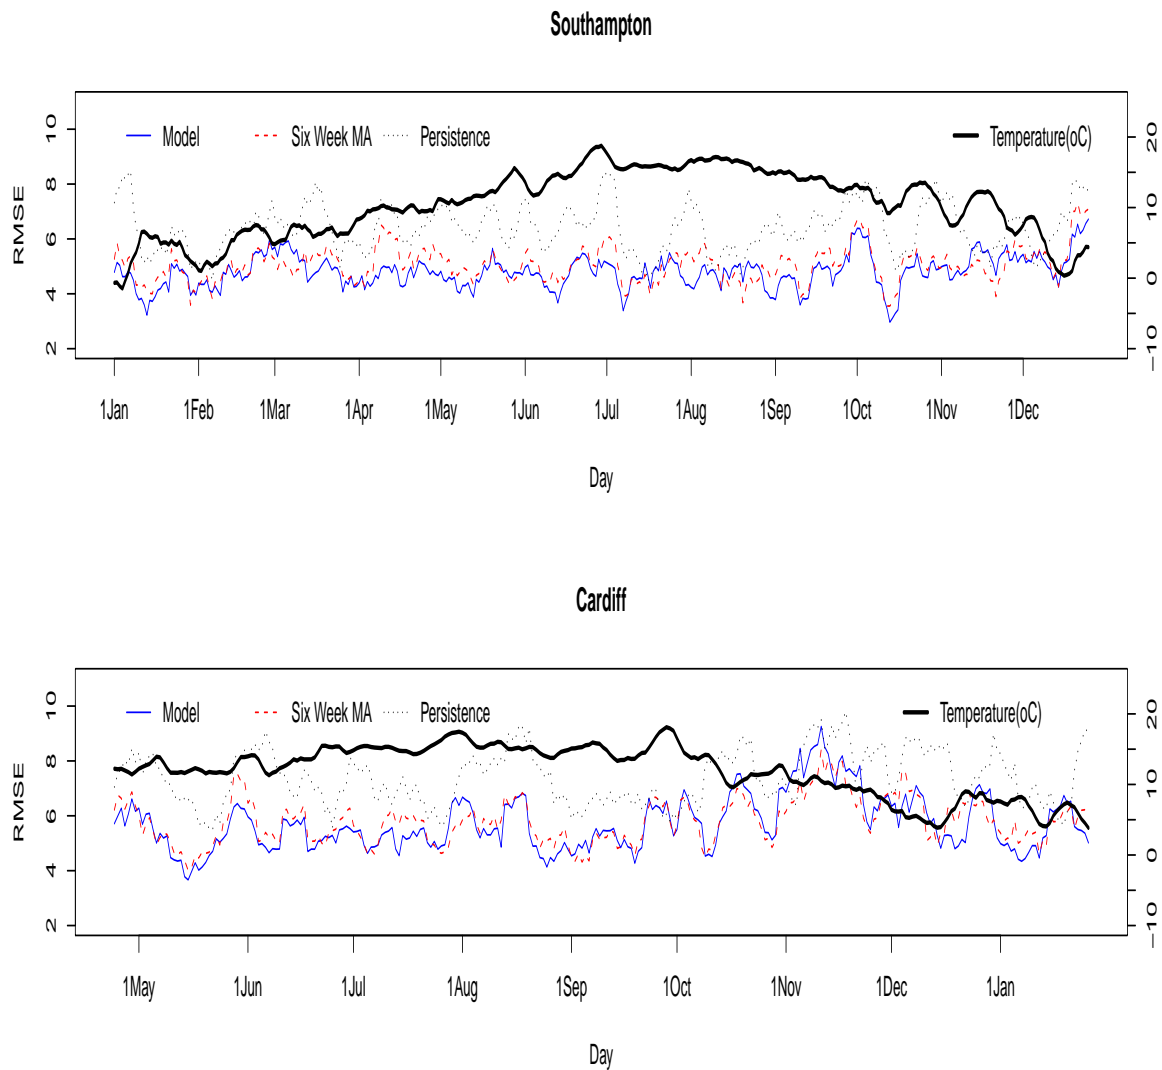 Southampton
10
8
6
4
2
RMSE
Model
Six Week MA
Persistence
Temperature(oC)
20
10
0
−10
1Jan 1Feb 1Mar 1Apr 1May 1Jun 1Jul 1Aug 1Sep 1Oct 1Nov 1Dec
Day
Cardiff
10
8
6
4
2
RMSE
Model
Six Week MA
Persistence
Temperature(oC)
20
10
0
−10
1May 1Jun 1Jul 1Aug 1Sep 1Oct 1Nov 1Dec 1Jan
Day